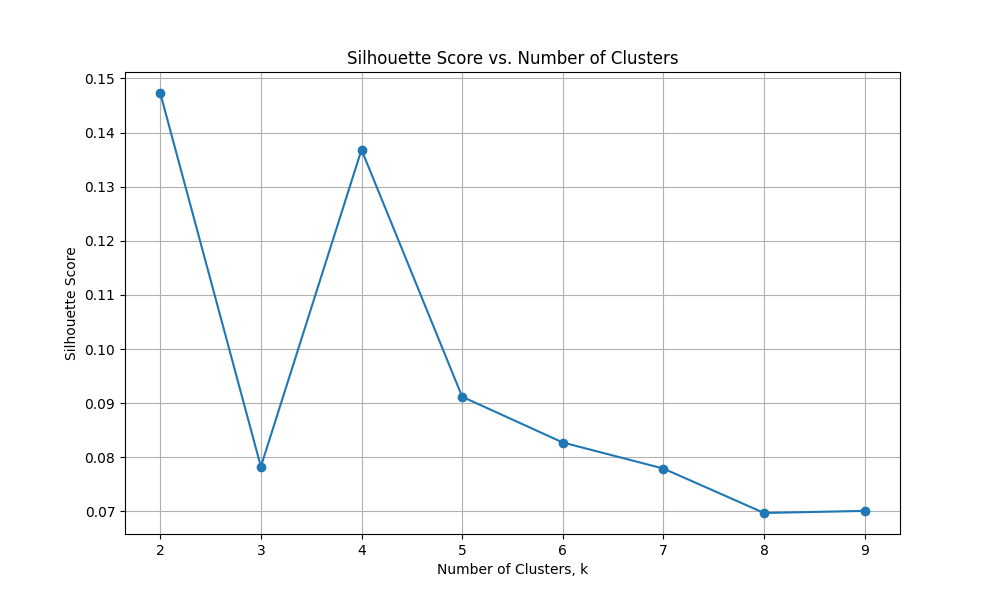 Silhouette Score vs. Number of Clusters
Silhouette Score
0.15
0.14
0.13
0.12
0.11
0.10
0.09
0.08
0.07
2 3 4 5 6 7 8 9
Number of Clusters, k